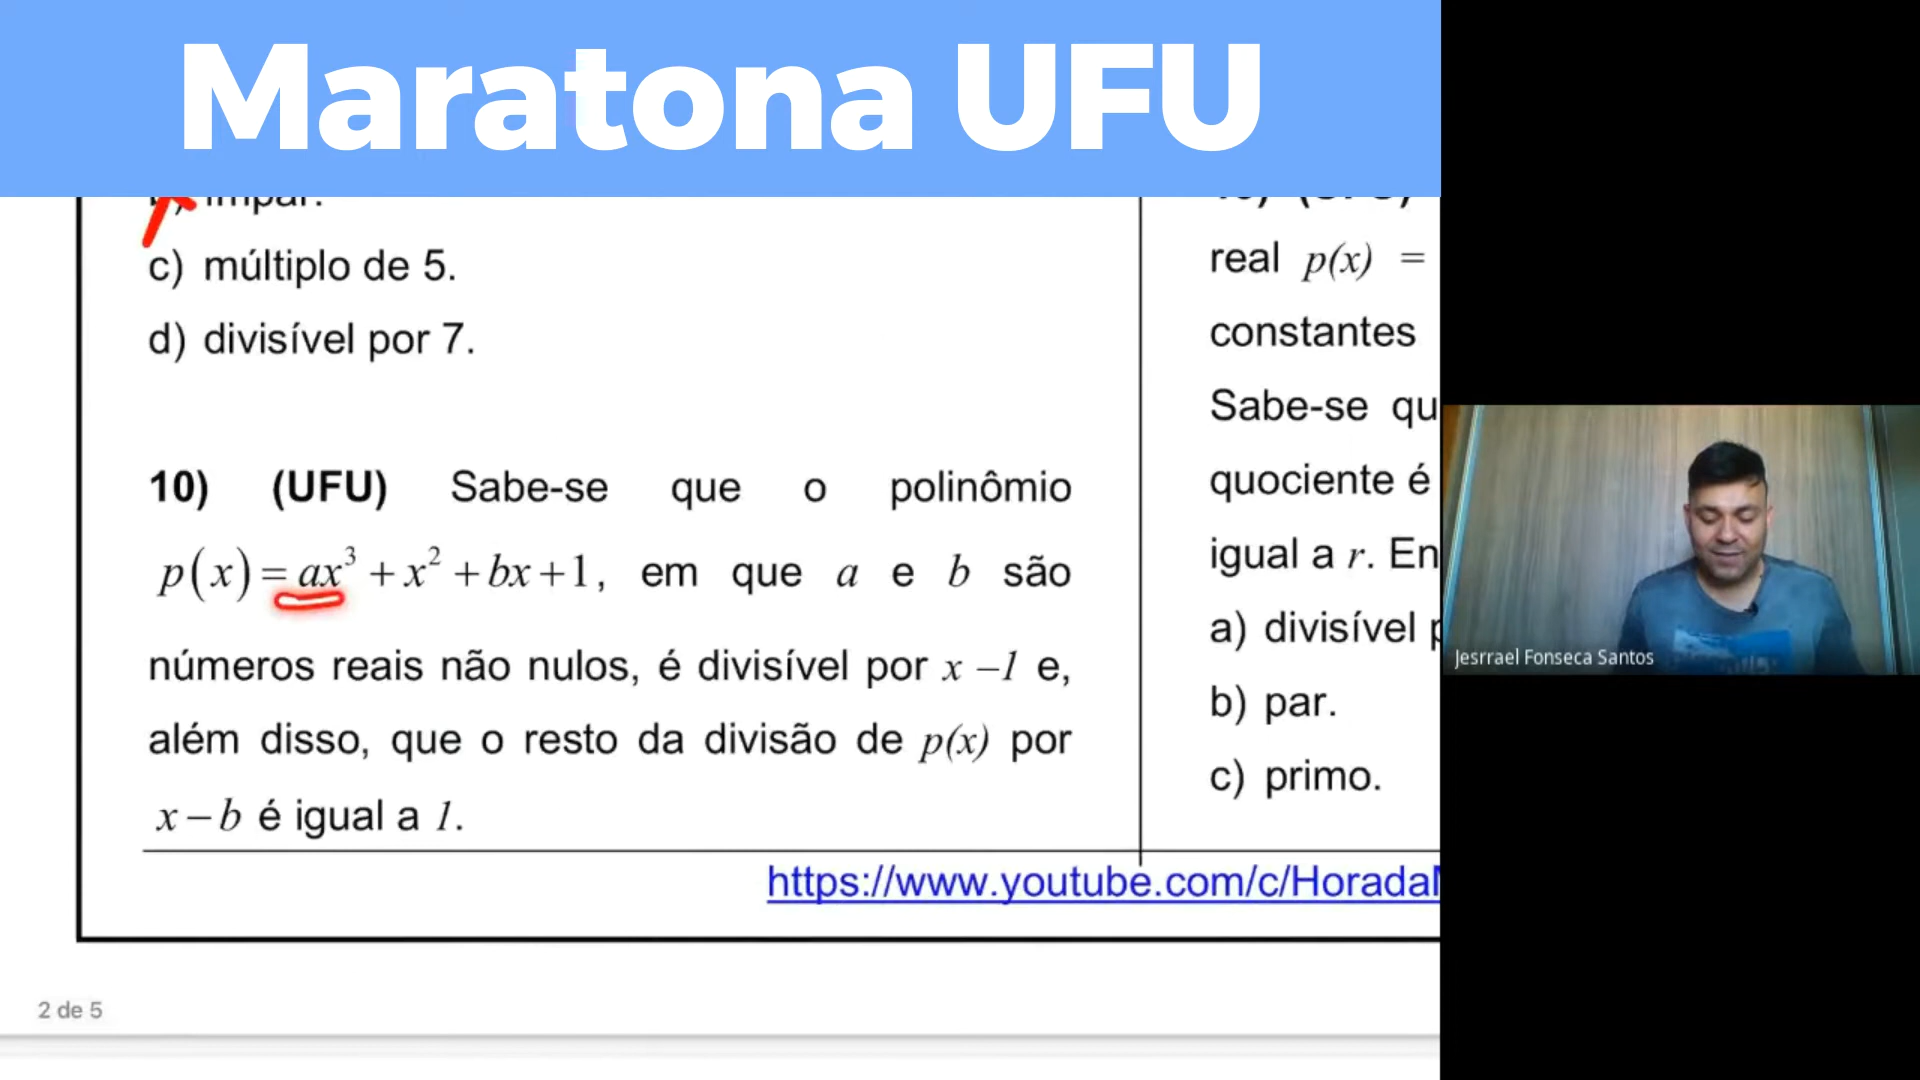 Maratona UFU
ímpar.
c) múltiplo de 5.
d) divisível por 7.
10) (UFU) Sabe-se que o polinômio
p(x) = ax³ + x² + bx + 1, em que a e b são
números reais não nulos, é divisível por x – 1 e,
além disso, que o resto da divisão de p(x) por
x – b é igual a 1.
real p(x) =
constantes
Sabe-se qu
quociente é
igual a r. En
a) divisível p
b) par.
c) primo.
https://www.youtube.com/c/Horada
2 de 5
Jesrrael Fonseca Santos